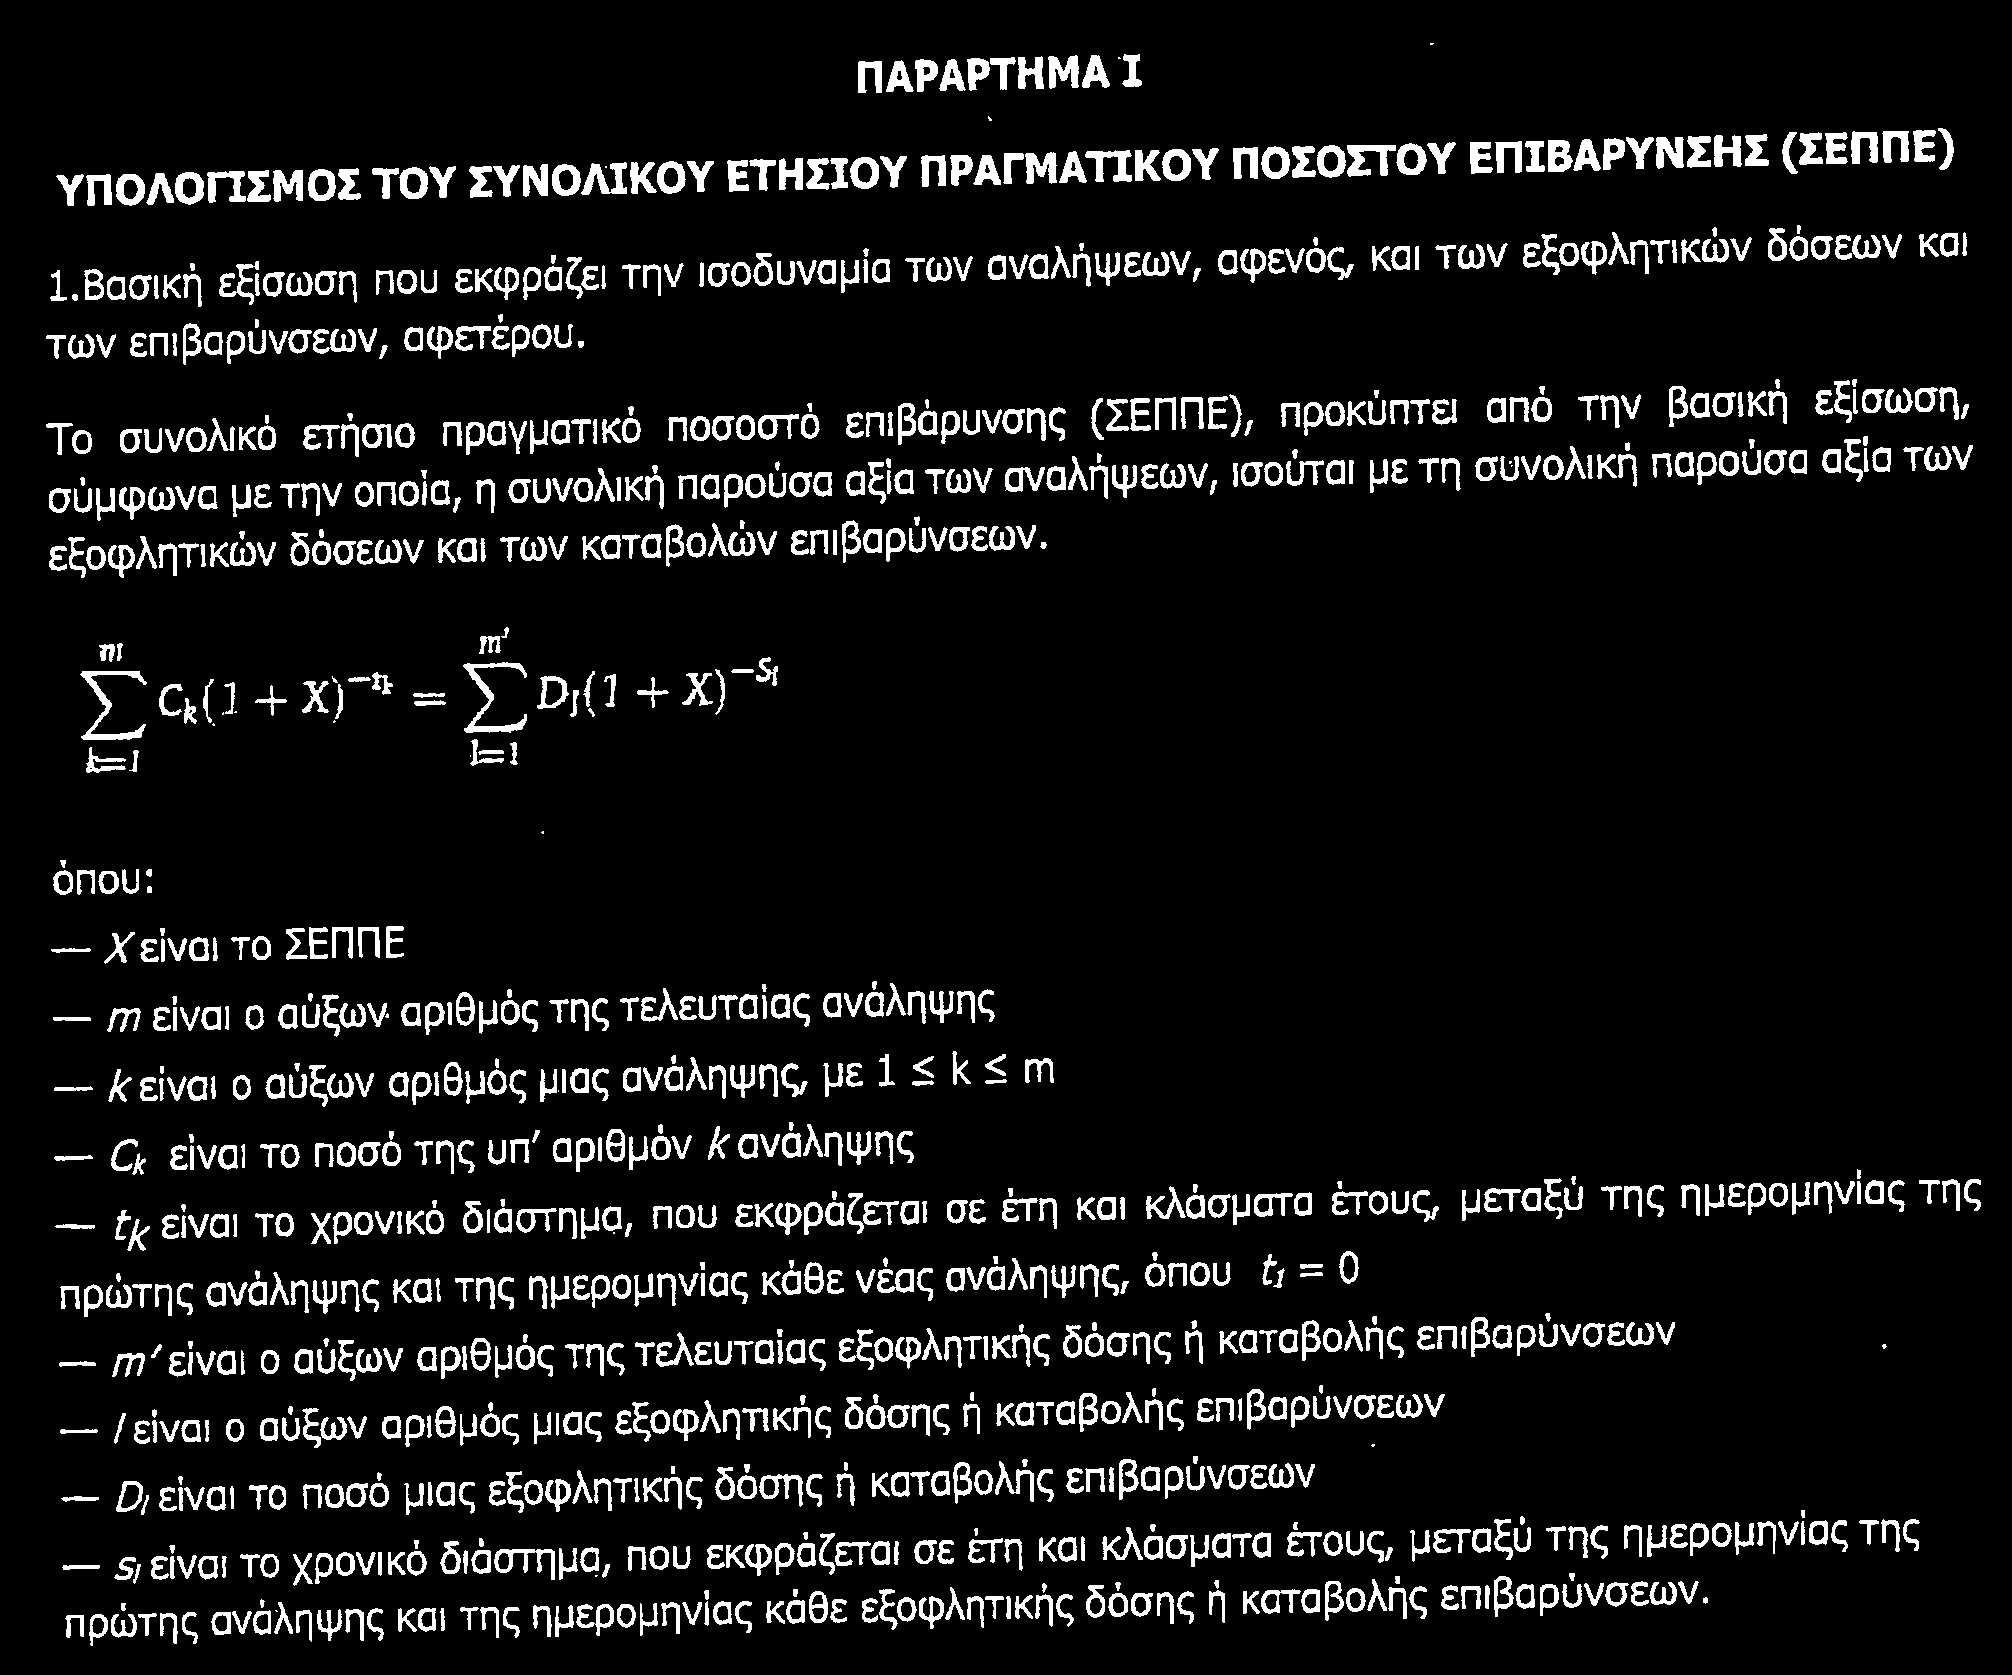 ΠΑΡΑΡΤΗΜΑ Ι
ΥΠΟΛΟΓΙΣΜΟΣ ΤΟΥ ΣΥΝΟΛΙΚΟΥ ΕΤΗΣΙΟΥ ΠΡΑΓΜΑΤΙΚΟΥ ΠΟΣΟΣΤΟΥ ΕΠΙΒΑΡΥΝΣΗΣ (ΣΕΠΠΕ)
1.Βασική εξίσωση που εκφράζει την ισοδυναμία των αναλήψεων, αφενός, και των εξοφλητικών δόσεων και
των επιβαρύνσεων, αφετέρου.
Το συνολικό ετήσιο πραγματικό ποσοστό επιβάρυνσης (ΣΕΠΠΕ), προκύπτει από την βασική εξίσωση,
σύμφωνα με την οποία, η συνολική παρούσα αξία των αναλήψεων, ισούται με τη συνολική παρούσα αξία των
εξοφλητικών δόσεων και των καταβολών επιβαρύνσεων.
$\sum_{k=1}^{m} C_k(1 + X)^{-t_k} = \sum_{l=1}^{m'} D_l(1 + X)^{-S_l}$
όπου:
— X είναι το ΣΕΠΠΕ
— m είναι ο αύξων αριθμός της τελευταίας ανάληψης
— k είναι ο αύξων αριθμός μιας ανάληψης, με 1 ≤ k ≤ m
— Cₖ είναι το ποσό της υπ' αριθμόν k ανάληψης
— tₖ είναι το χρονικό διάστημα, που εκφράζεται σε έτη και κλάσματα έτους, μεταξύ της ημερομηνίας της
πρώτης ανάληψης και της ημερομηνίας κάθε νέας ανάληψης, όπου t₁ = 0
— m' είναι ο αύξων αριθμός της τελευταίας εξοφλητικής δόσης ή καταβολής επιβαρύνσεων
— l είναι ο αύξων αριθμός μιας εξοφλητικής δόσης ή καταβολής επιβαρύνσεων
— Dₗ είναι το ποσό μιας εξοφλητικής δόσης ή καταβολής επιβαρύνσεων
— sₗ είναι το χρονικό διάστημα, που εκφράζεται σε έτη και κλάσματα έτους, μεταξύ της ημερομηνίας της
πρώτης ανάληψης και της ημερομηνίας κάθε εξοφλητικής δόσης ή καταβολής επιβαρύνσεων.